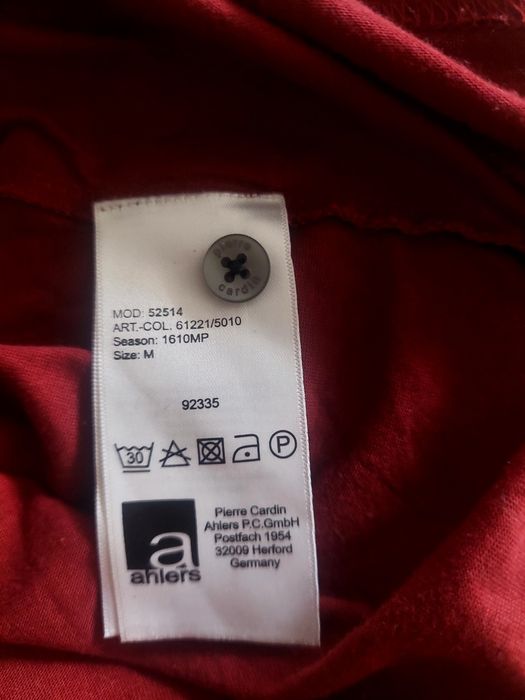 pierre
cardin
MOD: 52514
ART.-COL. 61221/5010
Season: 1610MP
Size: M
92335
30
P
Pierre Cardin
Ahlers P.C.GmbH
Postfach 1954
32009 Herford
Germany
a
ahlers